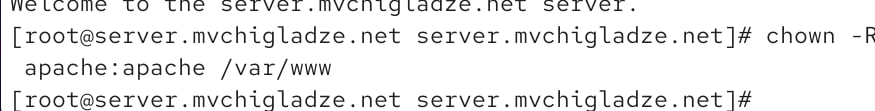 Welcome to the server.mvchigladze.net server.
[root@server.mvchigladze.net server.mvchigladze.net]# chown -R
apache:apache /var/www
[root@server.mvchigladze.net server.mvchigladze.net]#